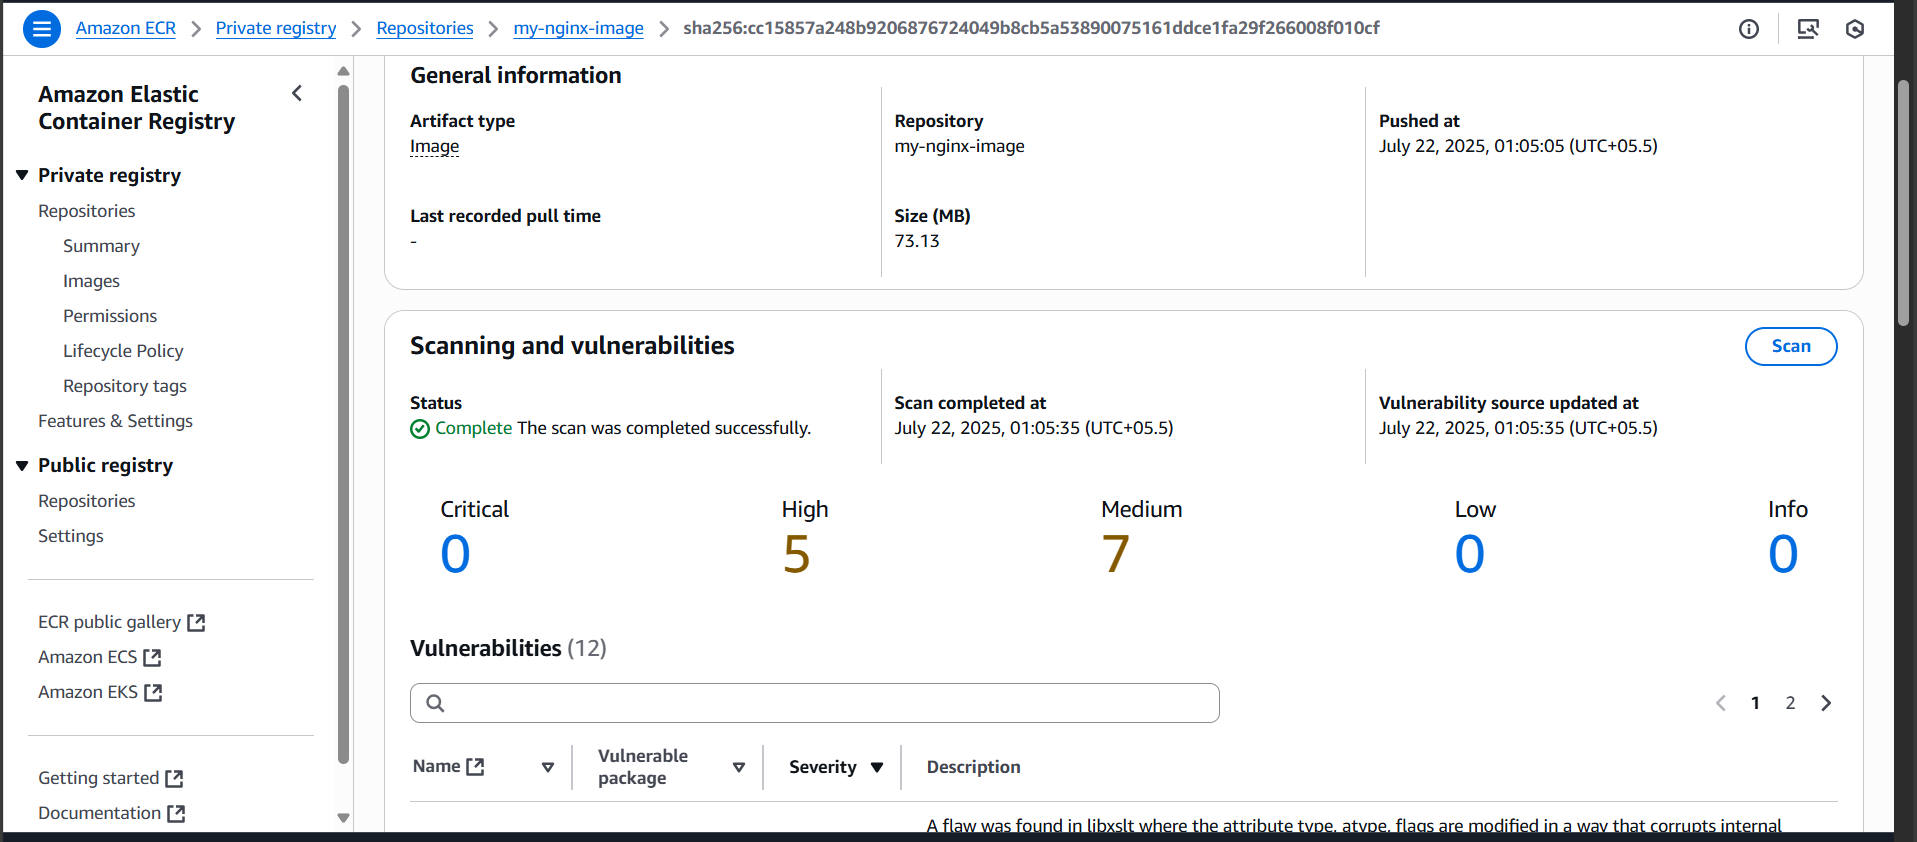 Amazon ECR > Private registry > Repositories > my-nginx-image > sha256:cc15857a248b9206876724049b8cb5a53890075161ddce1fa29f266008f010cf
Amazon Elastic
Container Registry
Private registry
Repositories
Summary
Images
Permissions
Lifecycle Policy
Repository tags
Features & Settings
Public registry
Repositories
Settings
ECR public gallery
Amazon ECS
Amazon EKS
Getting started
Documentation
General information
Artifact type
Image
Repository
my-nginx-image
Pushed at
July 22, 2025, 01:05:05 (UTC+05.5)
Last recorded pull time
-
Size (MB)
73.13
Scanning and vulnerabilities
Scan
Status
Complete The scan was completed successfully.
Scan completed at
July 22, 2025, 01:05:35 (UTC+05.5)
Vulnerability source updated at
July 22, 2025, 01:05:35 (UTC+05.5)
Critical
0
High
5
Medium
7
Low
0
Info
0
Vulnerabilities (12)
1 2
Name
Vulnerable
package
Severity
Description
A flaw was found in libxslt where the attribute type, atype, flags are modified in a way that corrupts internal